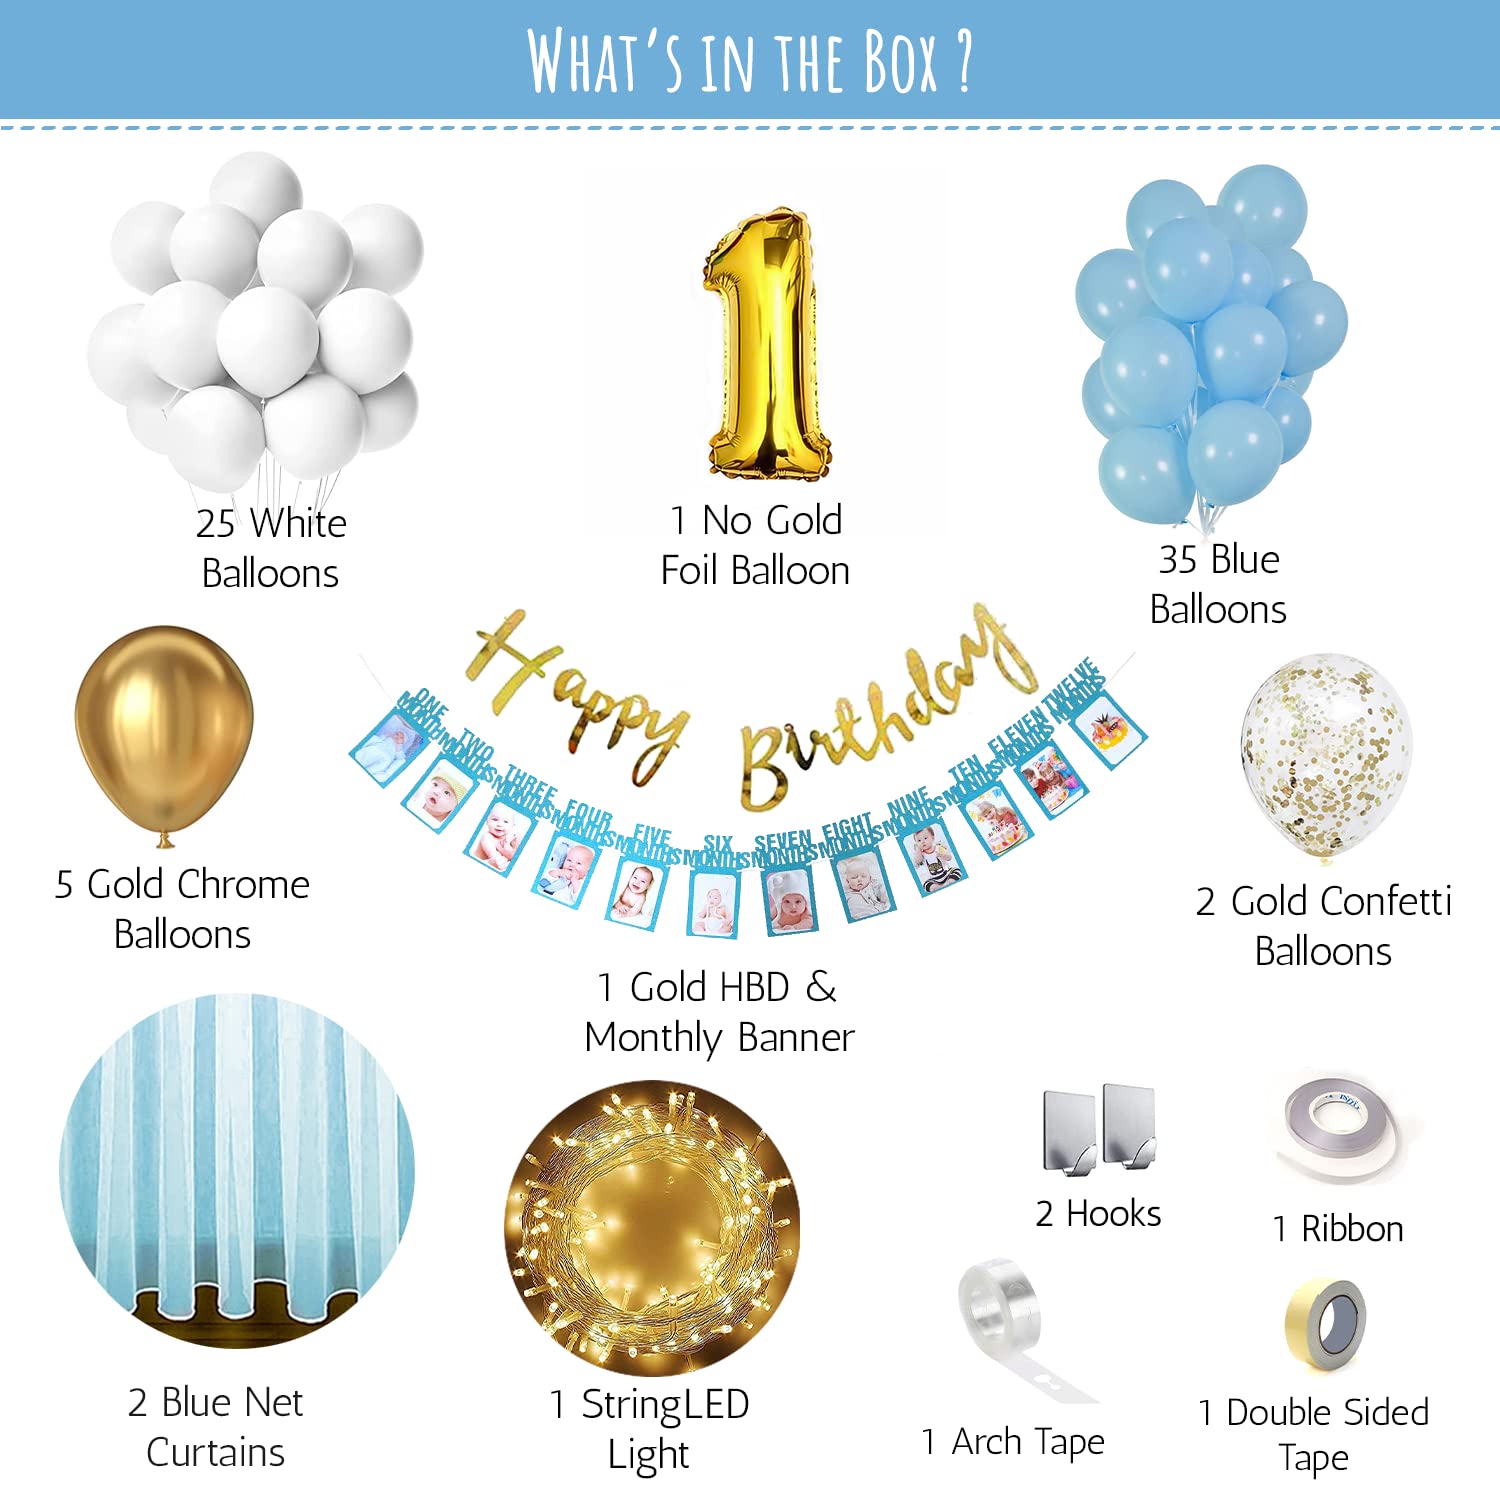 WHAT'S IN THE BOX ?
25 White
Balloons
1 No Gold
Foil Balloon
35 Blue
Balloons
Happy Birthday
ONE
MONTH
TWO
MONTHS
THREE
MONTHS
FOUR
MONTHS
FIVE
MONTHS
SIX
MONTHS
SEVEN
MONTHS
EIGHT
MONTHS
NINE
MONTHS
TEN
MONTHS
ELEVEN
MONTHS
TWELVE
MONTHS
5 Gold Chrome
Balloons
2 Gold Confetti
Balloons
1 Gold HBD &
Monthly Banner
2 Blue Net
Curtains
1 StringLED
Light
2 Hooks
1 Ribbon
1 Arch Tape
1 Double Sided
Tape